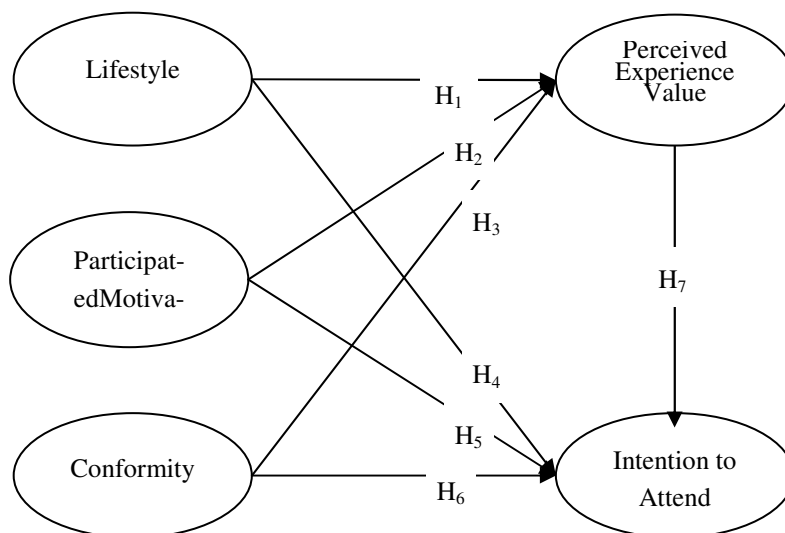 Lifestyle
Perceived
Experience
Value
H₁
H₂
H₃
Participat-
edMotiva-
H₇
H₄
H₅
Conformity
H₆
Intention to
Attend